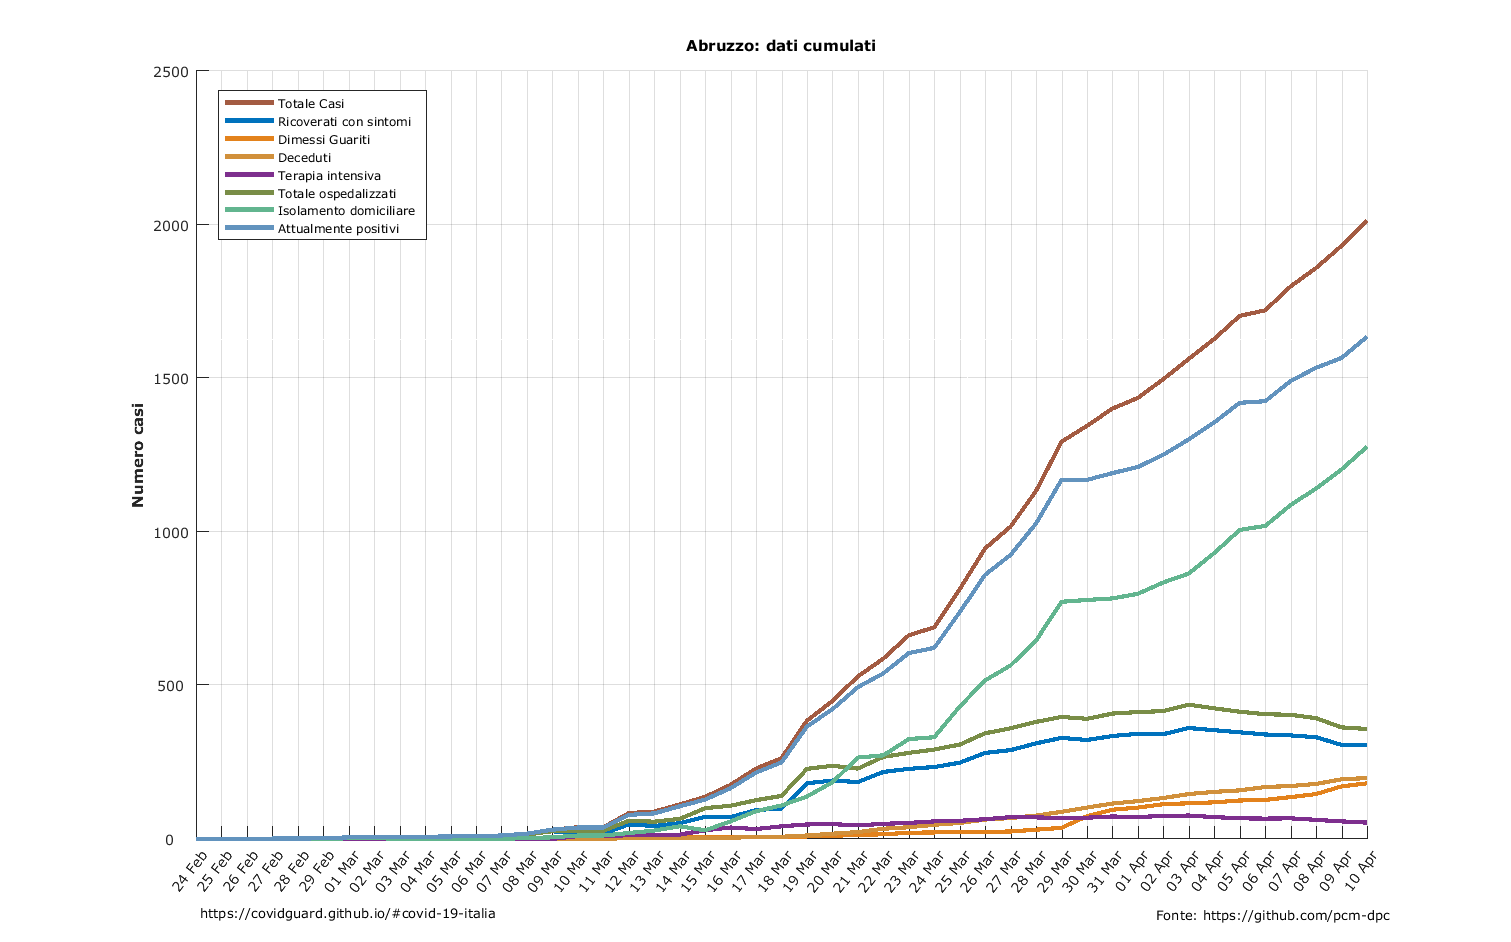 Abruzzo: dati cumulati
2500
2000
1500
1000
500
0
Numero casi
Totale Casi
Ricoverati con sintomi
Dimessi Guariti
Deceduti
Terapia intensiva
Totale ospedalizzati
Isolamento domiciliare
Attualmente positivi
24 Feb
25 Feb
26 Feb
27 Feb
28 Feb
29 Feb
01 Mar
02 Mar
03 Mar
04 Mar
05 Mar
06 Mar
07 Mar
08 Mar
09 Mar
10 Mar
11 Mar
12 Mar
13 Mar
14 Mar
15 Mar
16 Mar
17 Mar
18 Mar
19 Mar
20 Mar
21 Mar
22 Mar
23 Mar
24 Mar
25 Mar
26 Mar
27 Mar
28 Mar
29 Mar
30 Mar
31 Mar
01 Apr
02 Apr
03 Apr
04 Apr
05 Apr
06 Apr
07 Apr
08 Apr
09 Apr
10 Apr
https://covidguard.github.io/#covid-19-italia
Fonte: https://github.com/pcm-dpc